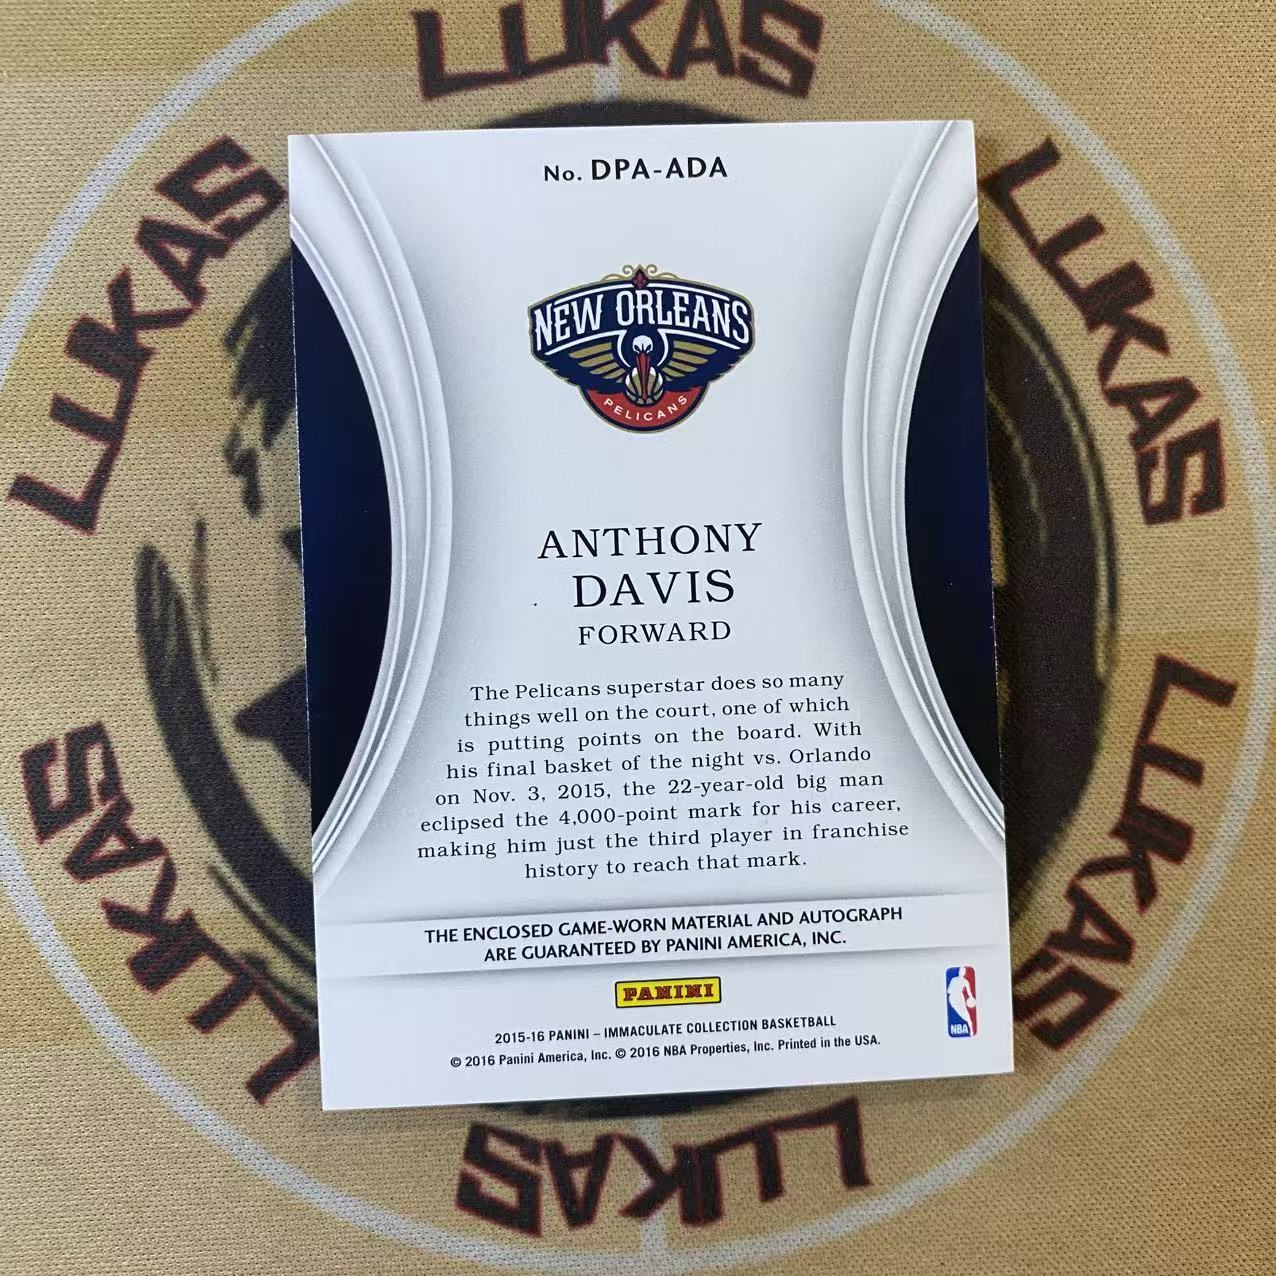 LUKAS
LUKAS
LUKAS
No. DPA-ADA
NEW ORLEANS
PELICANS
ANTHONY
DAVIS
FORWARD
The Pelicans superstar does so many
things well on the court, one of which
is putting points on the board. With
his final basket of the night vs. Orlando
on Nov. 3, 2015, the 22-year-old big man
eclipsed the 4,000-point mark for his career,
making him just the third player in franchise
history to reach that mark.
THE ENCLOSED GAME-WORN MATERIAL AND AUTOGRAPH
ARE GUARANTEED BY PANINI AMERICA, INC.
PANINI
NBA
2015-16 PANINI – IMMACULATE COLLECTION BASKETBALL
© 2016 Panini America, Inc. © 2016 NBA Properties, Inc. Printed in the USA.
LUKAS
LUKAS
LUKAS